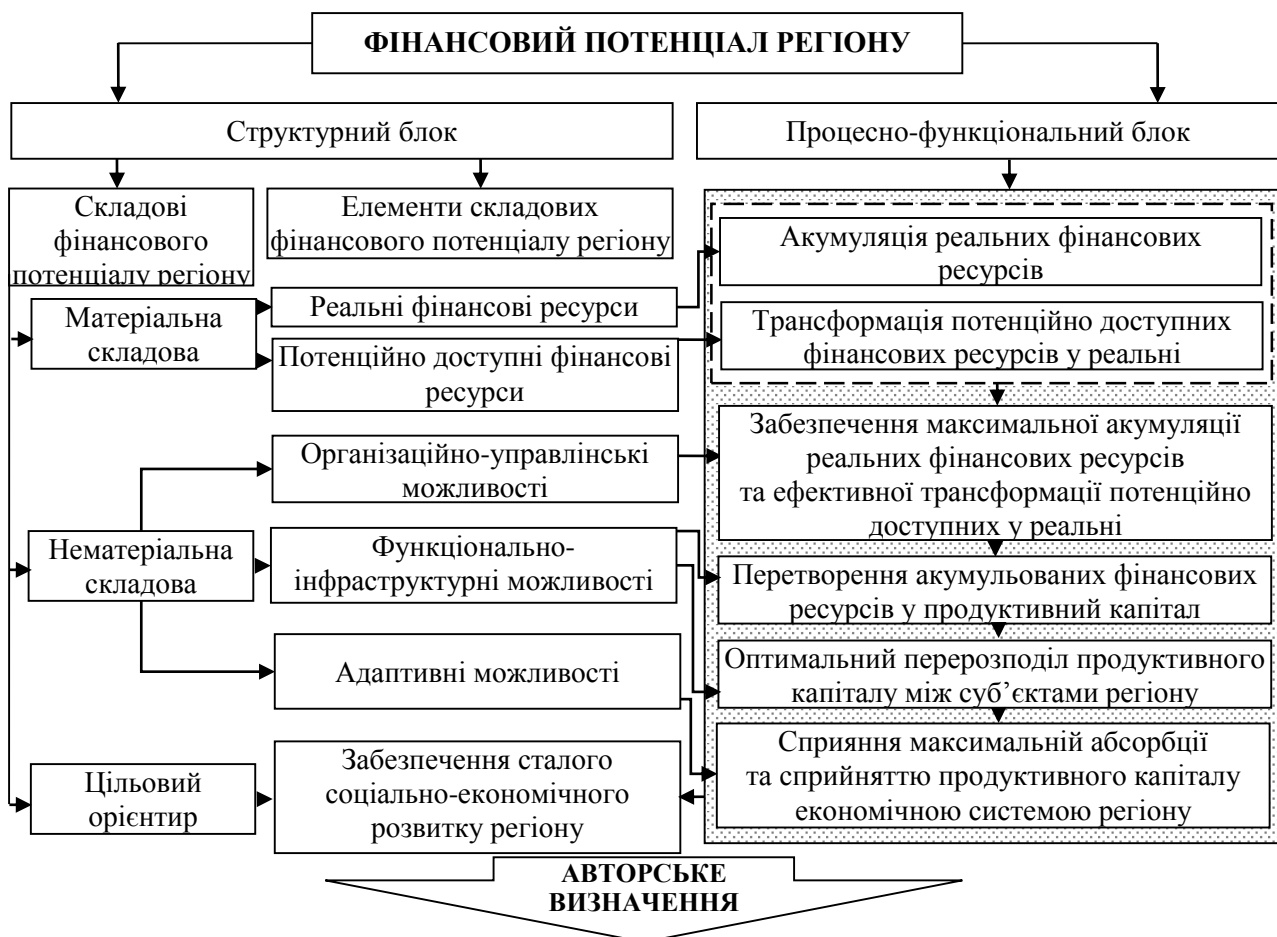 ФІНАНСОВИЙ ПОТЕНЦІАЛ РЕГІОНУ
Структурний блок
Процесно-функціональний блок
Складові
фінансового
потенціалу регіону
Елементи складових
фінансового потенціалу регіону
Матеріальна
складова
Реальні фінансові ресурси
Потенційно доступні фінансові
ресурси
Нематеріальна
складова
Організаційно-управлінські
можливості
Функціонально-
інфраструктурні можливості
Адаптивні можливості
Цільовий
орієнтир
Забезпечення сталого
соціально-економічного
розвитку регіону
Акумуляція реальних фінансових
ресурсів
Трансформація потенційно доступних
фінансових ресурсів у реальні
Забезпечення максимальної акумуляції
реальних фінансових ресурсів
та ефективної трансформації потенційно
доступних у реальні
Перетворення акумульованих фінансових
ресурсів у продуктивний капітал
Оптимальний перерозподіл продуктивного
капіталу між суб’єктами регіону
Сприяння максимальній абсорбції
та сприйняттю продуктивного капіталу
економічною системою регіону
АВТОРСЬКЕ
ВИЗНАЧЕННЯ